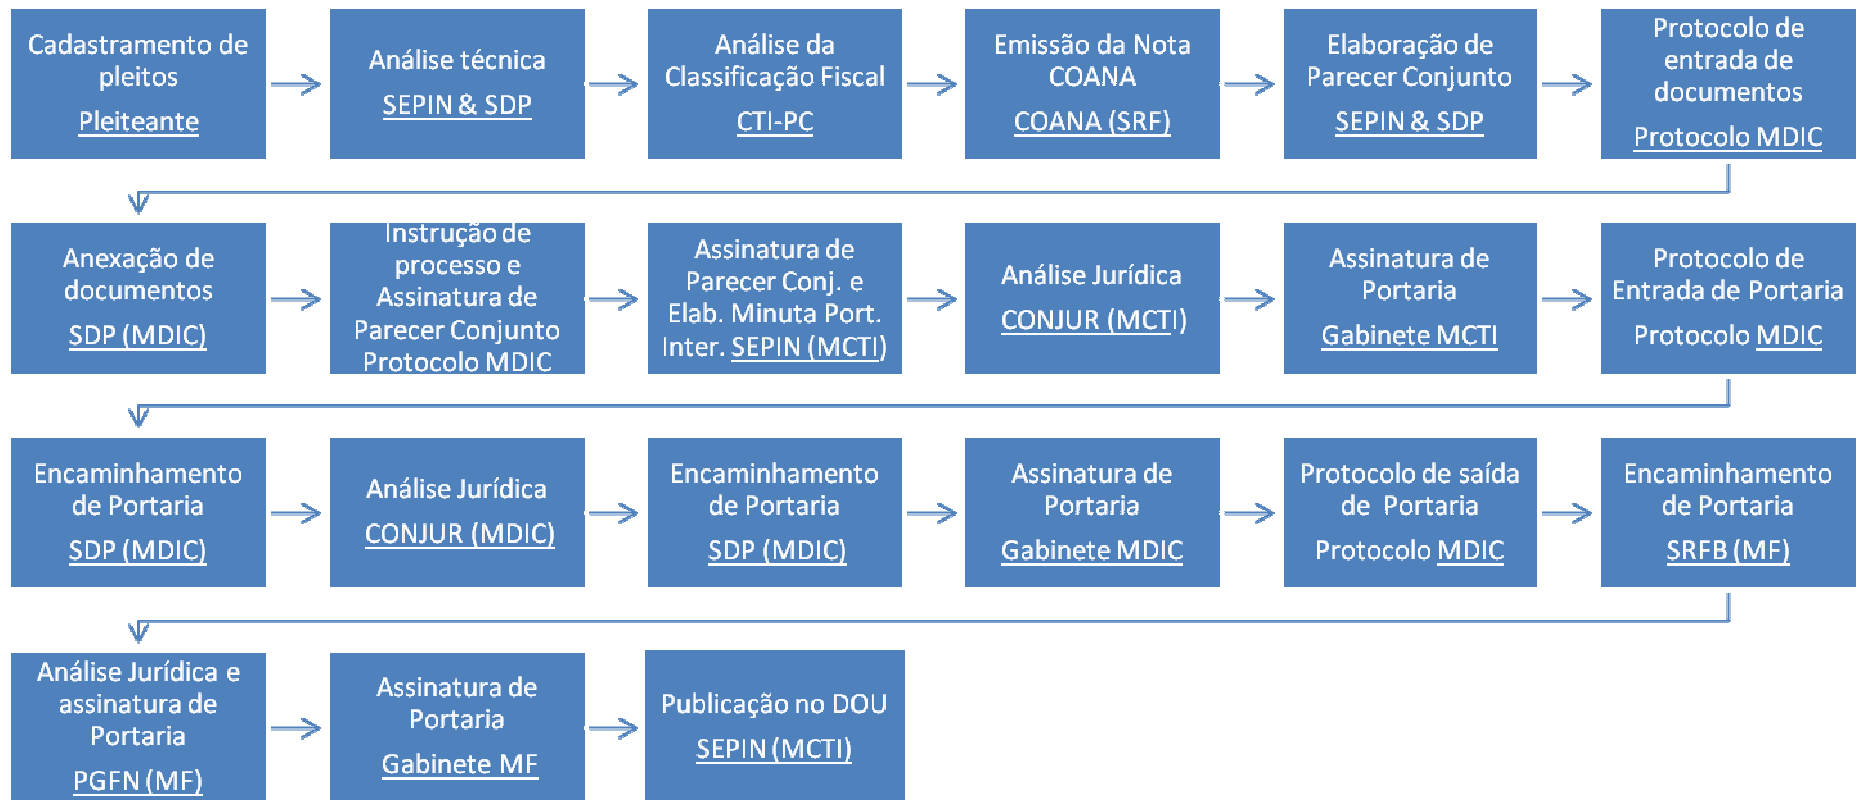 Cadastramento de
pleitos
Pleiteante
Análise técnica
SEPIN & SDP
Análise da
Classificação Fiscal
CTI-PC
Emissão da Nota
COANA
COANA (SRF)
Elaboração de
Parecer Conjunto
SEPIN & SDP
Protocolo de
entrada de
documentos
Protocolo MDIC
Anexação de
documentos
SDP (MDIC)
Instrução de
processo e
Assinatura de
Parecer Conjunto
Protocolo MDIC
Assinatura de
Parecer Conj. e
Elab. Minuta Port.
Inter. SEPIN (MCTI)
Análise Jurídica
CONJUR (MCTI)
Assinatura de
Portaria
Gabinete MCTI
Protocolo de
Entrada de Portaria
Protocolo MDIC
Encaminhamento
de Portaria
SDP (MDIC)
Análise Jurídica
CONJUR (MDIC)
Encaminhamento
de Portaria
SDP (MDIC)
Assinatura de
Portaria
Gabinete MDIC
Protocolo de saída
de Portaria
Protocolo MDIC
Encaminhamento
de Portaria
SRFB (MF)
Análise Jurídica e
assinatura de
Portaria
PGFN (MF)
Assinatura de
Portaria
Gabinete MF
Publicação no DOU
SEPIN (MCTI)